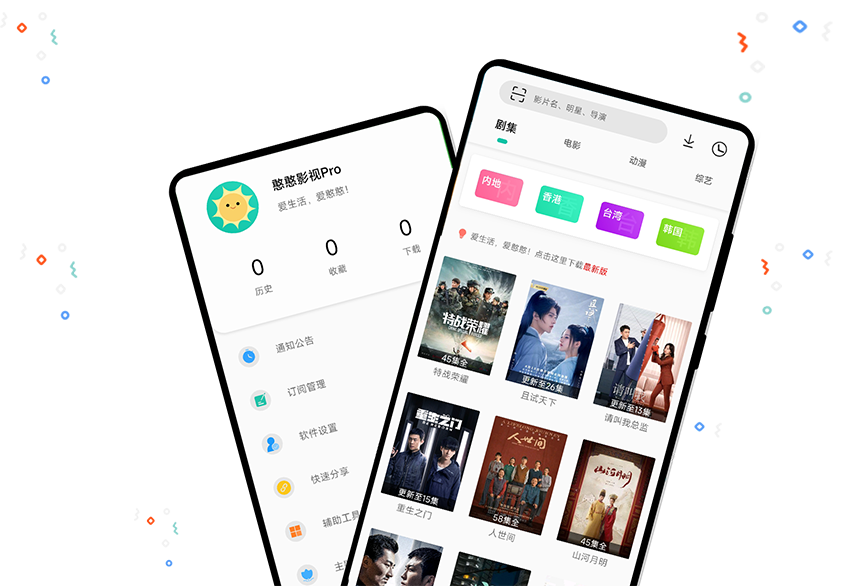 憨憨影视Pro
爱生活，爱憨憨！
0
0
0
历史
收藏
下载
通知公告
订阅管理
软件设置
快速分享
辅助工具
影片名、明星、导演
剧集
电影
动漫
综艺
内地
香港
台湾
韩国
爱生活，爱憨憨！点击这里下载最新版
特战荣耀
45集全
特战荣耀
且试
更新至26集
且试天下
请叫我
更新至13集
请叫我总监
重生之门
更新至15集
重生之门
人世间
58集全
人世间
山河月明
45集全
山河月明